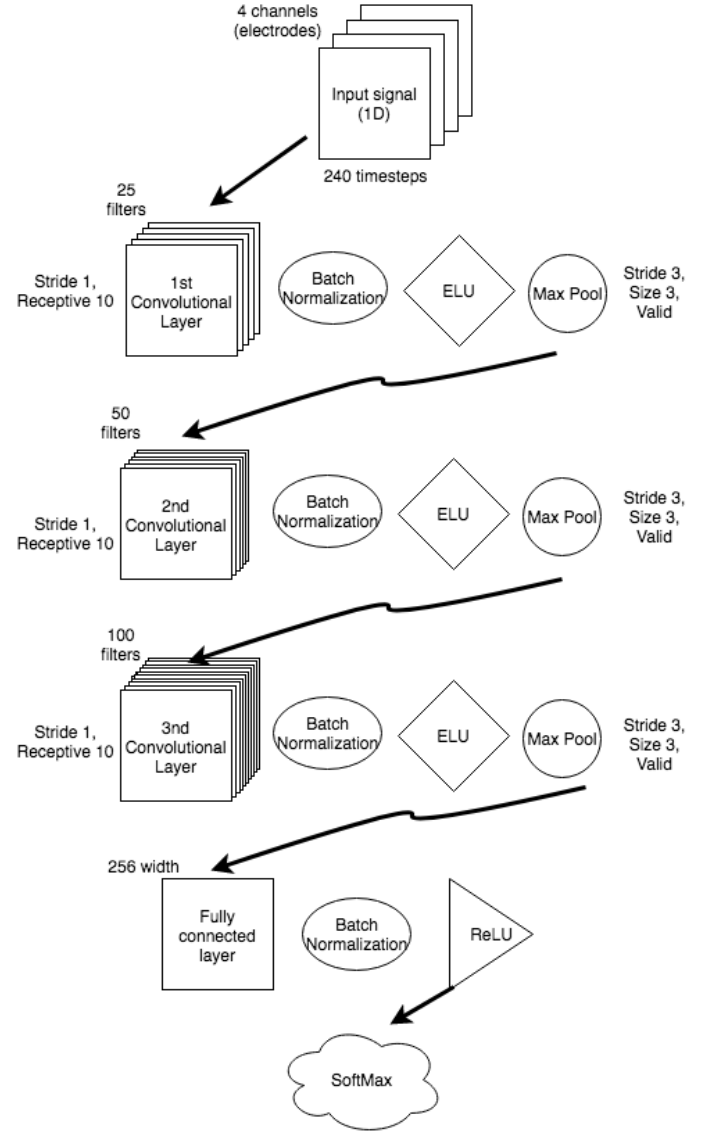 4 channels
(electrodes)
Input signal
(1D)
240 timesteps
25
filters
Stride 1,
Receptive 10
1st
Convolutional
Layer
Batch
Normalization
ELU
Max Pool
Stride 3,
Size 3,
Valid
50
filters
Stride 1,
Receptive 10
2nd
Convolutional
Layer
Batch
Normalization
ELU
Max Pool
Stride 3,
Size 3,
Valid
100
filters
Stride 1,
Receptive 10
3nd
Convolutional
Layer
Batch
Normalization
ELU
Max Pool
Stride 3,
Size 3,
Valid
256 width
Fully
connected
layer
Batch
Normalization
ReLU
SoftMax